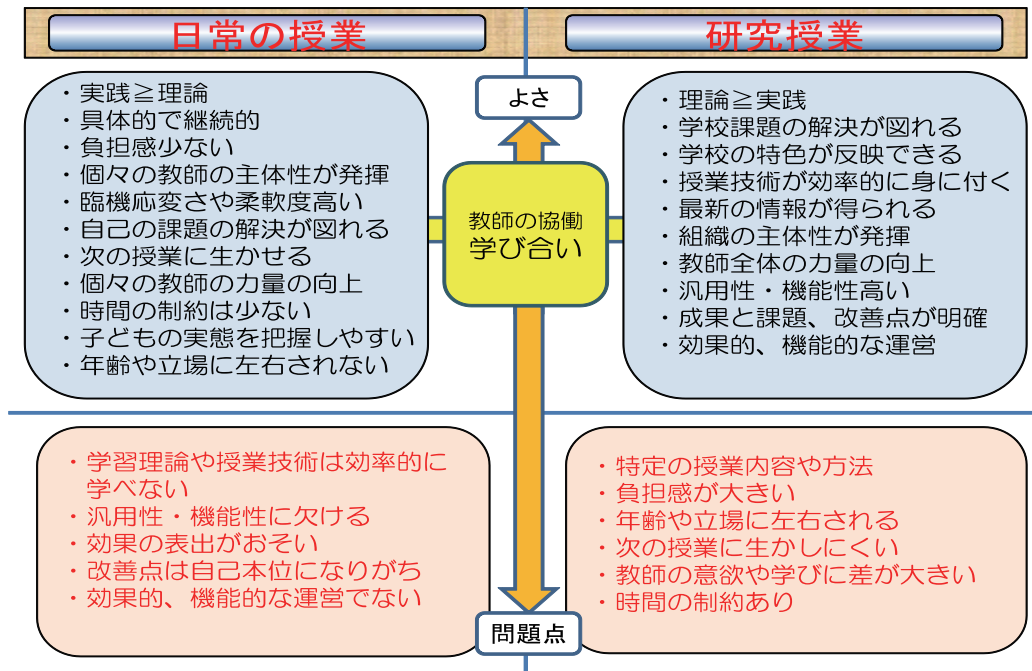 日常の授業
研究授業
よさ
・実践≧理論
・具体的で継続的
・負担感少ない
・個々の教師の主体性が発揮
・臨機応変さや柔軟度高い
・自己の課題の解決が図れる
・次の授業に生かせる
・個々の教師の力量の向上
・時間の制約は少ない
・子どもの実態を把握しやすい
・年齢や立場に左右されない
教師の協働
学び合い
・理論≧実践
・学校課題の解決が図れる
・学校の特色が反映できる
・授業技術が効率的に身に付く
・最新の情報が得られる
・組織の主体性が発揮
・教師全体の力量の向上
・汎用性・機能性高い
・成果と課題、改善点が明確
・効果的、機能的な運営
・学習理論や授業技術は効率的に
学べない
・汎用性・機能性に欠ける
・効果の表出がおそい
・改善点は自己本位になりがち
・効果的、機能的な運営でない
・特定の授業内容や方法
・負担感が大きい
・年齢や立場に左右される
・次の授業に生かしにくい
・教師の意欲や学びに差が大きい
・時間の制約あり
問題点